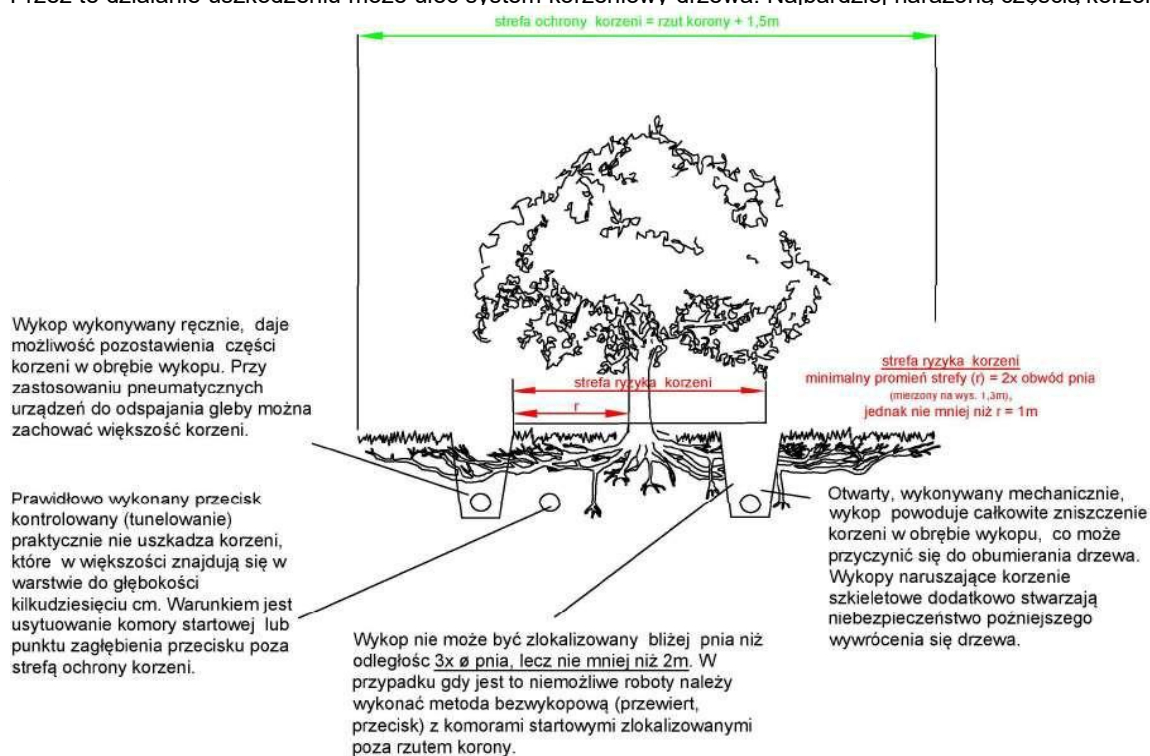 Przez to działanie uszkodzeniu może ulec system korzeniowy drzewa. Najbardziej narażoną częścią korzeni
strefa ochrony korzeni = rzut korony + 1,5m
strefa ryzyka korzeni
r
strefa ryzyka korzeni
minimalny promień strefy (r) = 2x obwód pnia
(mierzony na wys. 1,3m),
jednak nie mniej niż r = 1m
Wykop wykonywany ręcznie, daje
możliwość pozostawienia części
korzeni w obrębie wykopu. Przy
zastosowaniu pneumatycznych
urządzeń do odspajania gleby można
zachować większość korzeni.
Prawidłowo wykonany przecisk
kontrolowany (tunelowanie)
praktycznie nie uszkadza korzeni,
które w większości znajdują się w
warstwie do głębokości
kilkudziesięciu cm. Warunkiem jest
usytuowanie komory startowej lub
punktu zagłębienia przecisku poza
strefą ochrony korzeni.
Wykop nie może być zlokalizowany bliżej pnia niż
odległośc 3x ø pnia, lecz nie mniej niż 2m. W
przypadku gdy jest to niemożliwe roboty należy
wykonać metoda bezwykopową (przewiert,
przecisk) z komorami startowymi zlokalizowanymi
poza rzutem korony.
Otwarty, wykonywany mechanicznie,
wykop powoduje całkowite zniszczenie
korzeni w obrębie wykopu, co może
przyczynić się do obumierania drzewa.
Wykopy naruszające korzenie
szkieletowe dodatkowo stwarzają
niebezpieczeństwo poźniejszego
wywrócenia się drzewa.